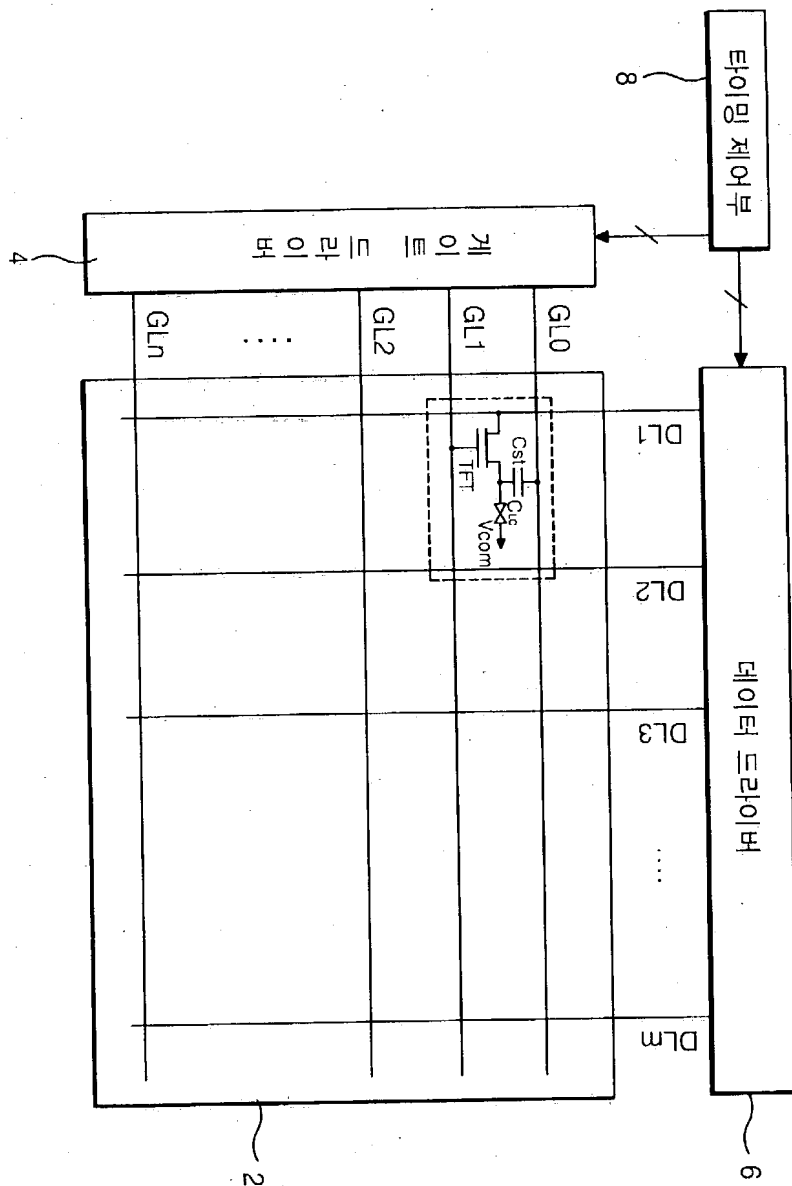 타이밍 제어부
8
데이터 드라이버
6
DL1
DL2
DL3
....
DLm
게이트 드라이버
4
GL0
GL1
GL2
....
GLn
Cst
CLC
TFT
Vcom
2